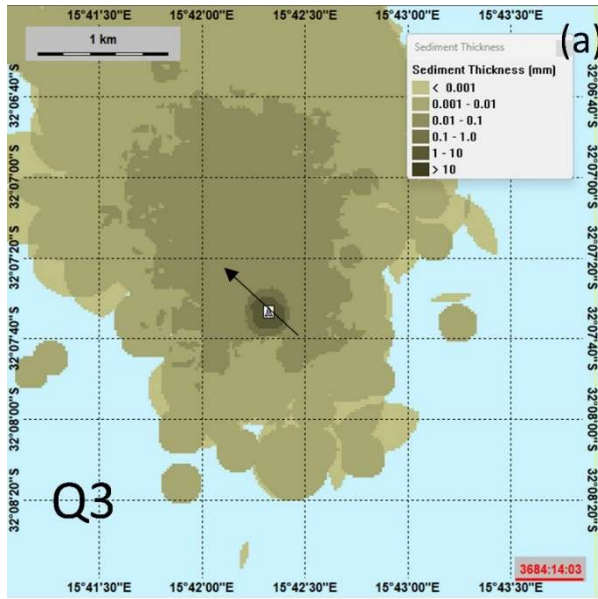 15°41'30"E 15°42'00"E 15°42'30"E 15°43'00"E 15°43'30"E
(a)
1 km
Sediment Thickness
Sediment Thickness (mm)
< 0.001
0.001 - 0.01
0.01 - 0.1
0.1 - 1.0
1 - 10
> 10
32°06'40"S
32°07'00"S
32°07'20"S
32°07'40"S
32°08'00"S
32°08'20"S
32°06'40"S
32°07'00"S
32°07'20"S
32°07'40"S
32°08'00"S
32°08'20"S
Q3
3684:14:03
15°41'30"E 15°42'00"E 15°42'30"E 15°43'00"E 15°43'30"E